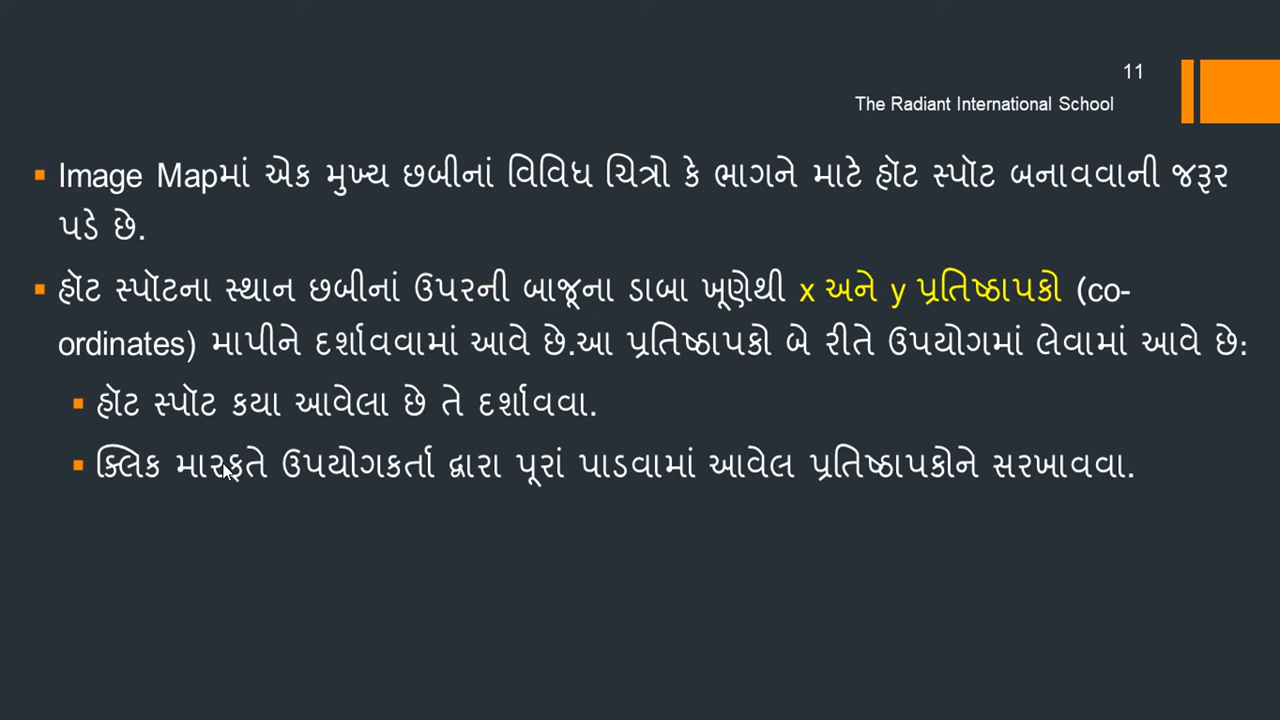 11
The Radiant International School
Image Mapમાં એક મુખ્ય છબીનાં વિવિધ ચિત્રો કે ભાગને માટે હૉટ સ્પૉટ બનાવવાની જરૂર
પડે છે.
હૉટ સ્પૉટના સ્થાન છબીનાં ઉપરની બાજૂના ડાબા ખૂણેથી x અને y પ્રતિષ્ઠાપકો (co-
ordinates) માપીને દર્શાવવામાં આવે છે.આ પ્રતિષ્ઠાપકો બે રીતે ઉપયોગમાં લેવામાં આવે છે:
હૉટ સ્પૉટ કયા આવેલા છે તે દર્શાવવા.
ક્લિક મારફતે ઉપયોગકર્તા દ્વારા પૂરાં પાડવામાં આવેલ પ્રતિષ્ઠાપકોને સરખાવવા.